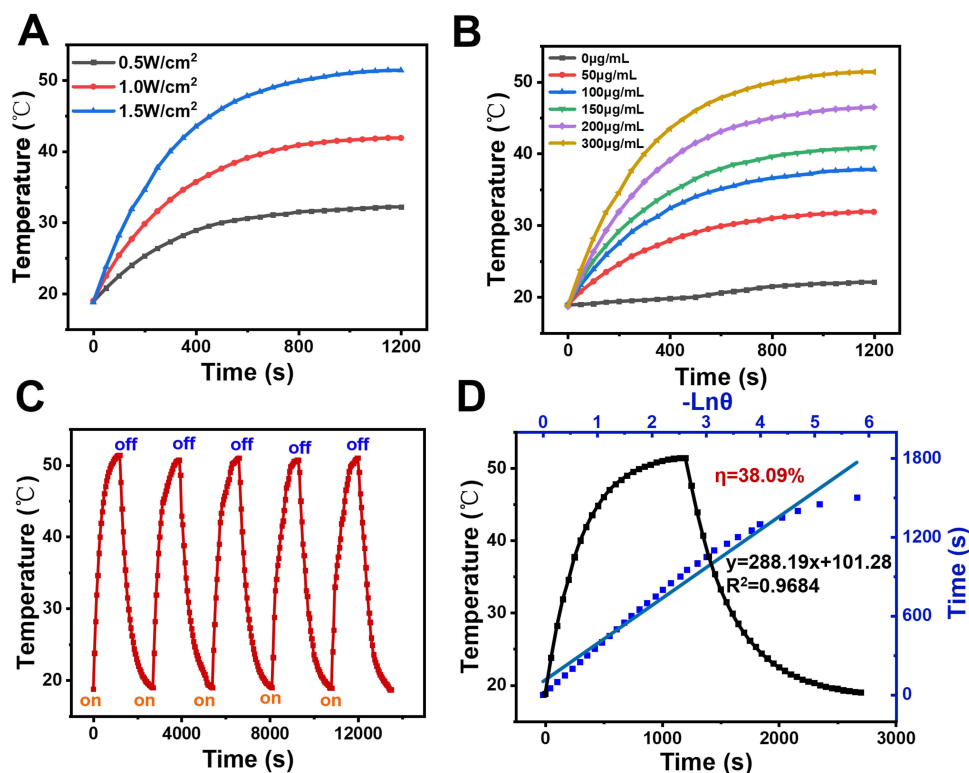 A
0.5W/cm²
1.0W/cm²
1.5W/cm²
50
40
30
20
Temperature (℃)
0 400 800 1200
Time (s)
B
0μg/mL
50μg/mL
100μg/mL
150μg/mL
200μg/mL
300μg/mL
50
40
30
20
Temperature (℃)
0 400 800 1200
Time (s)
C
off off off off off
50
40
30
20
Temperature (℃)
on on on on on
0 4000 8000 12000
Time (s)
D
-Lnθ
0 1 2 3 4 5 6
50
40
30
20
Temperature (℃)
η=38.09%
y=288.19x+101.28
R²=0.9684
1800
1200
600
0
Time (s)
0 1000 2000 3000
Time (s)